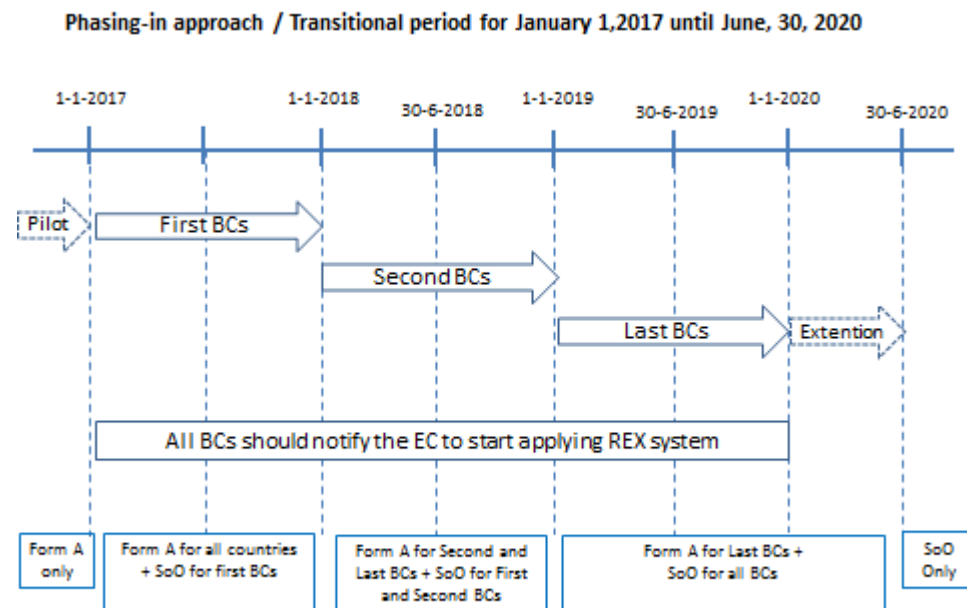 Phasing-in approach / Transitional period for January 1,2017 until June, 30, 2020
1-1-2017
1-1-2018
30-6-2018
1-1-2019
30-6-2019
1-1-2020
30-6-2020
Pilot
First BCs
Second BCs
Last BCs
Extention
All BCs should notify the EC to start applying REX system
Form A
only
Form A for all countries
+ SoO for first BCs
Form A for Second and
Last BCs + SoO for First
and Second BCs
Form A for Last BCs +
SoO for all BCs
SoO
Only